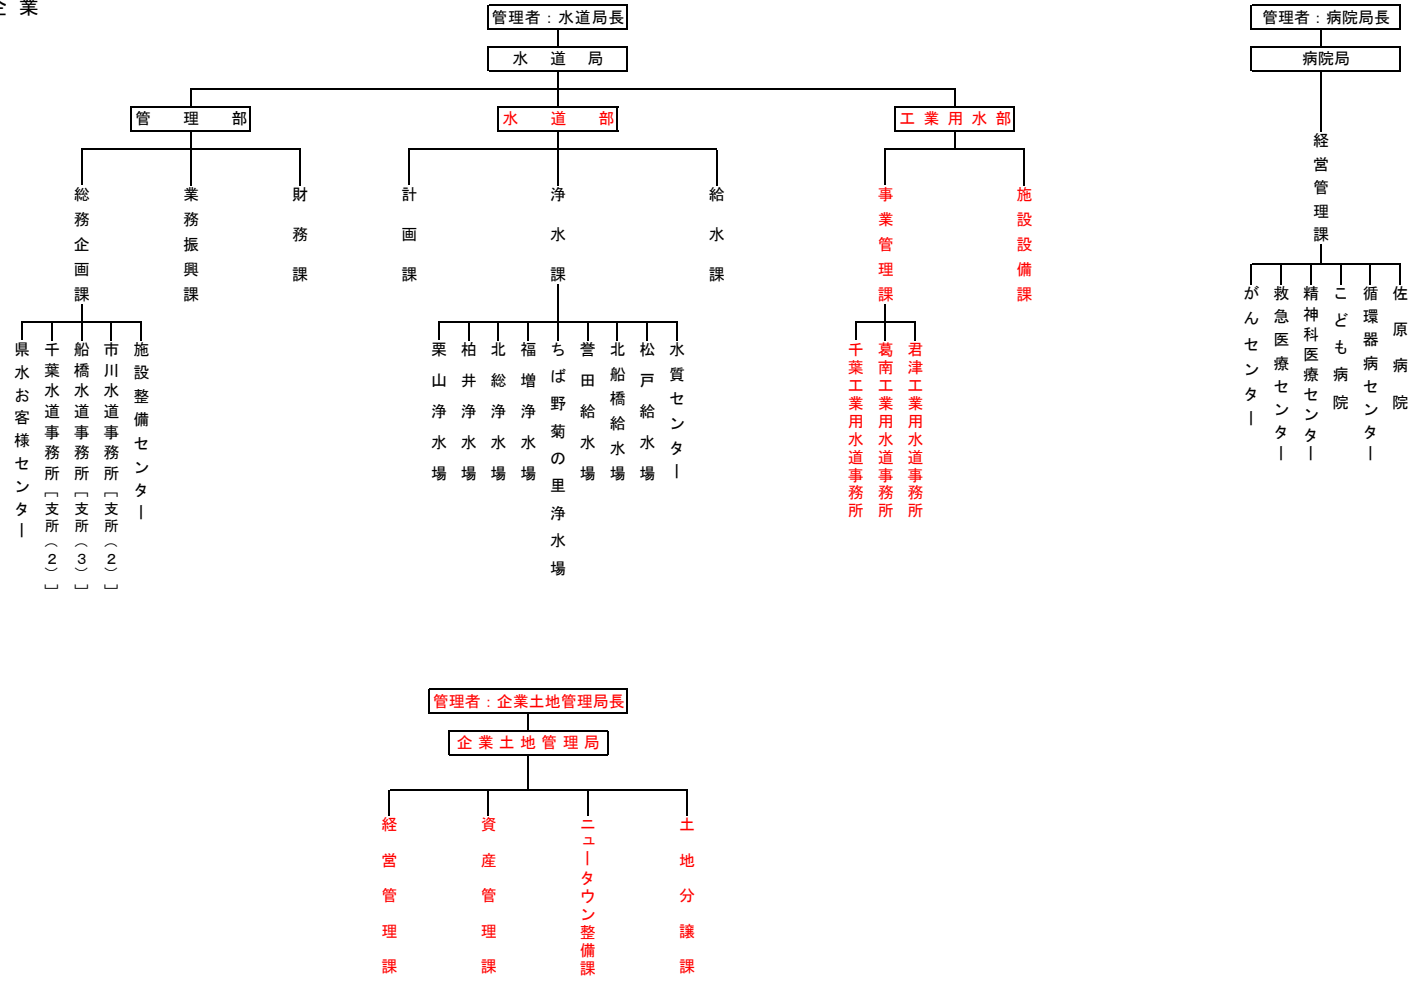 企業
管理者：水道局長
水道局
管理部
水道部
工業用水部
総務企画課
業務振興課
財務課
計画課
浄水課
給水課
事業管理課
施設設備課
県水お客様センター
千葉水道事務所［支所（２）］
船橋水道事務所［支所（３）］
市川水道事務所［支所（２）］
施設整備センター
栗山浄水場
柏井浄水場
北総浄水場
福増浄水場
ちば野菊の里浄水場
誉田給水場
北船橋給水場
松戸給水場
水質センター
千葉工業用水道事務所
葛南工業用水道事務所
君津工業用水道事務所
管理者：病院局長
病院局
経営管理課
がんセンター
救急医療センター
精神科医療センター
こども病院
循環器病センター
佐原病院
管理者：企業土地管理局長
企業土地管理局
経営管理課
資産管理課
ニュータウン整備課
土地分譲課